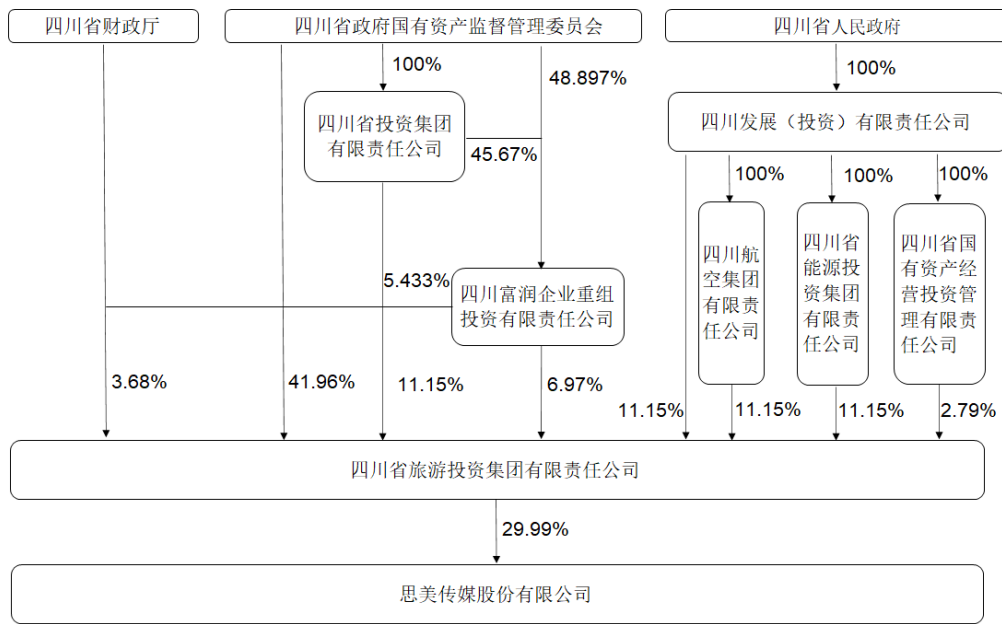 四川省财政厅
四川省政府国有资产监督管理委员会
四川省人民政府
100%
48.897%
100%
四川省投资集团
有限责任公司
45.67%
四川发展（投资）有限责任公司
100%
100%
100%
四川航
空集团
有限责
任公司
四川省
能源投
资集团
有限责
任公司
四川省国
有资产经
营投资管
理有限责
任公司
5.433%
四川富润企业重组
投资有限责任公司
3.68%
41.96%
11.15%
6.97%
11.15%
11.15%
11.15%
2.79%
四川省旅游投资集团有限责任公司
29.99%
思美传媒股份有限公司